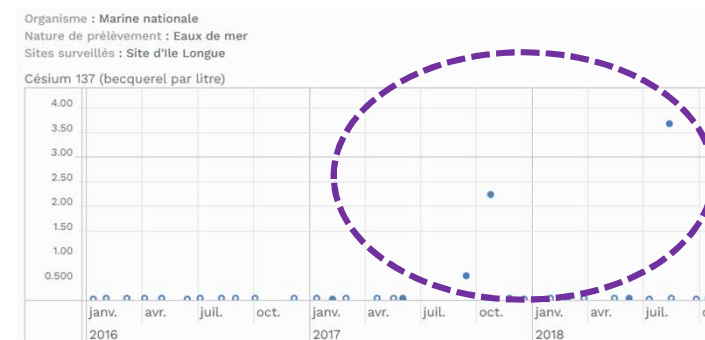 Organisme : Marine nationale
Nature de prélèvement : Eaux de mer
Sites surveillés : Site d'Ile Longue
Césium 137 (becquerel par litre)
4.00
3.50
3.00
2.50
2.00
1.50
1.00
0.500
janv. avr. juil. oct. janv. avr. juil. oct. janv. avr. juil.
2016 2017 2018